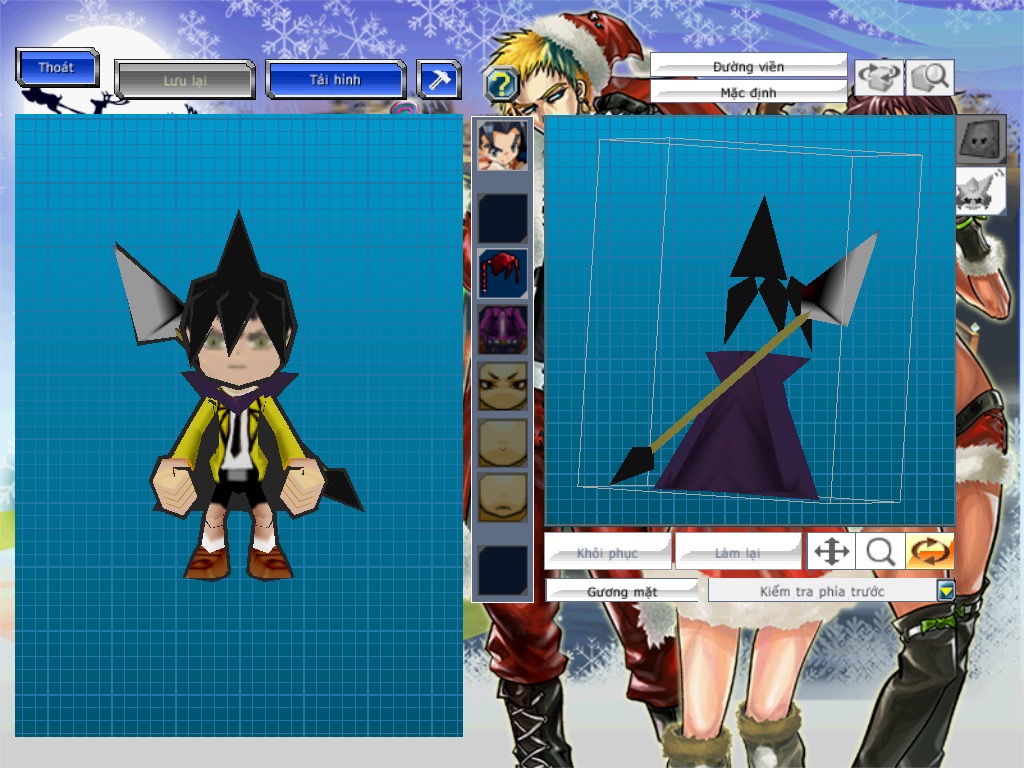 Thoát
Lưu lại
Tải hình
?
Đường viền
Mặc định
Khôi phục
Làm lại
Gương mặt
Kiểm tra phía trước